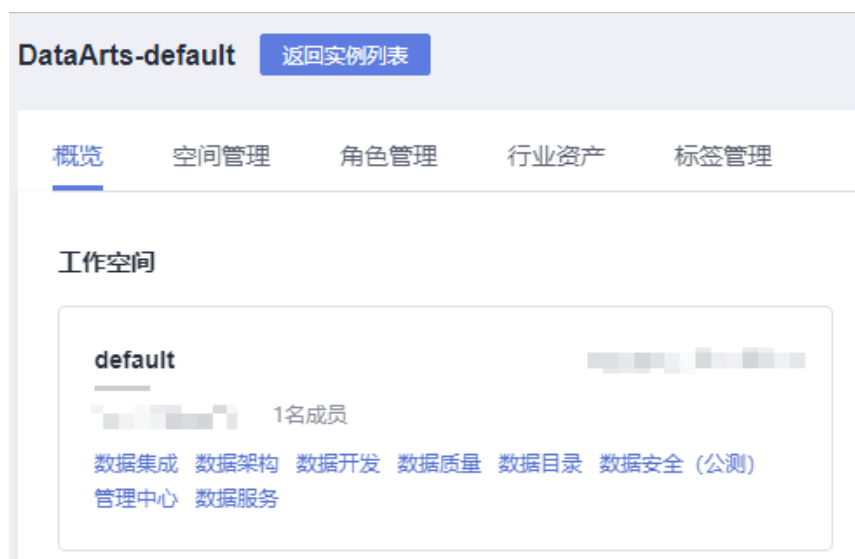 DataArts-default 返回实例列表
概览 空间管理 角色管理 行业资产 标签管理
工作空间
default
1名成员
数据集成 数据架构 数据开发 数据质量 数据目录 数据安全（公测）
管理中心 数据服务